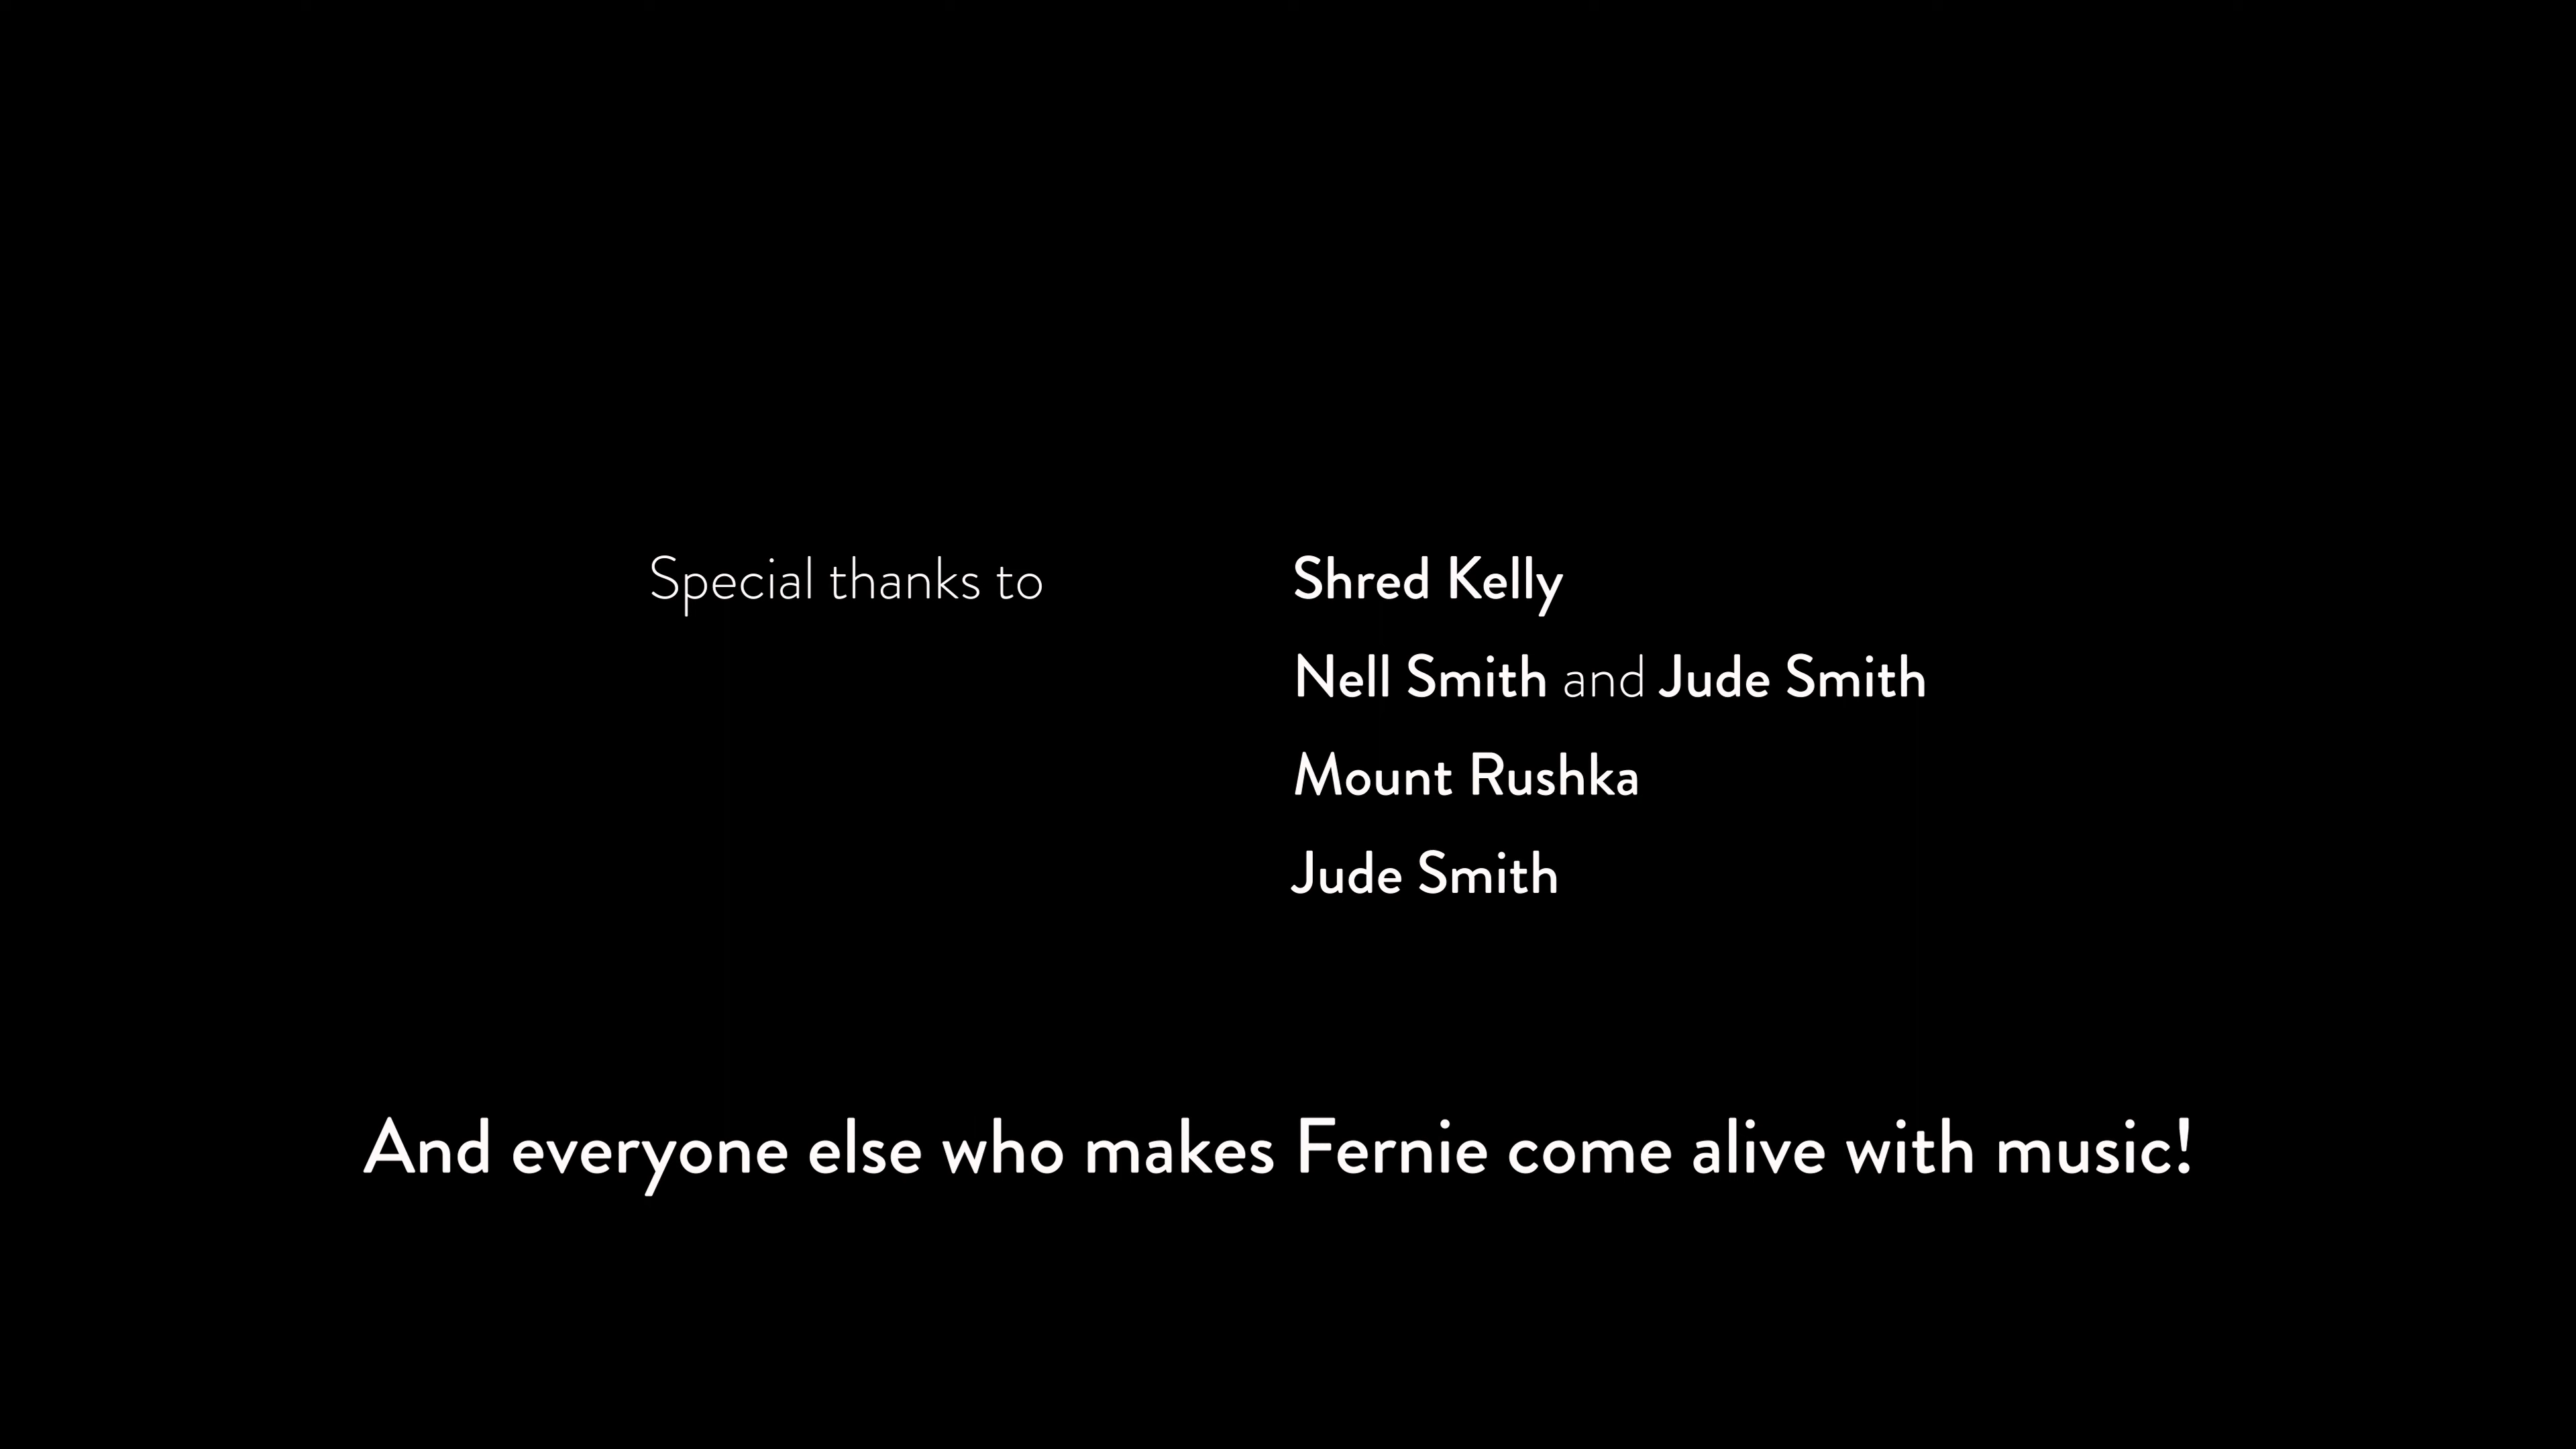 Special thanks to Shred Kelly
Nell Smith and Jude Smith
Mount Rushka
Jude Smith
And everyone else who makes Fernie come alive with music!